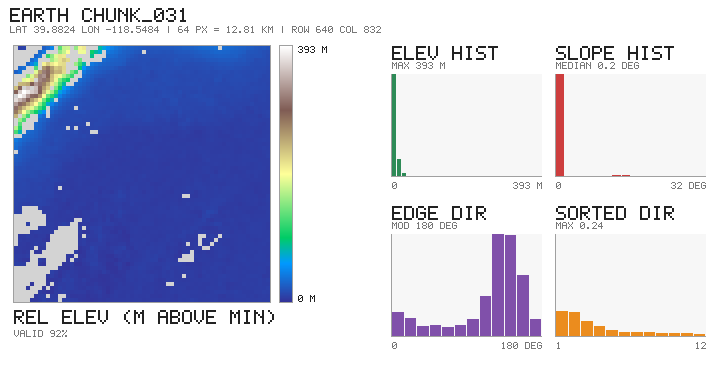 EARTH CHUNK_031
LAT 39.8824 LON -118.5484 | 64 PX = 12.81 KM | ROW 640 COL 832
393 M
0 M
REL ELEV (M ABOVE MIN)
VALID 92%
ELEV HIST
MAX 393 M
0 393 M
SLOPE HIST
MEDIAN 0.2 DEG
0 32 DEG
EDGE DIR
MOD 180 DEG
0 180 DEG
SORTED DIR
MAX 0.24
1 12